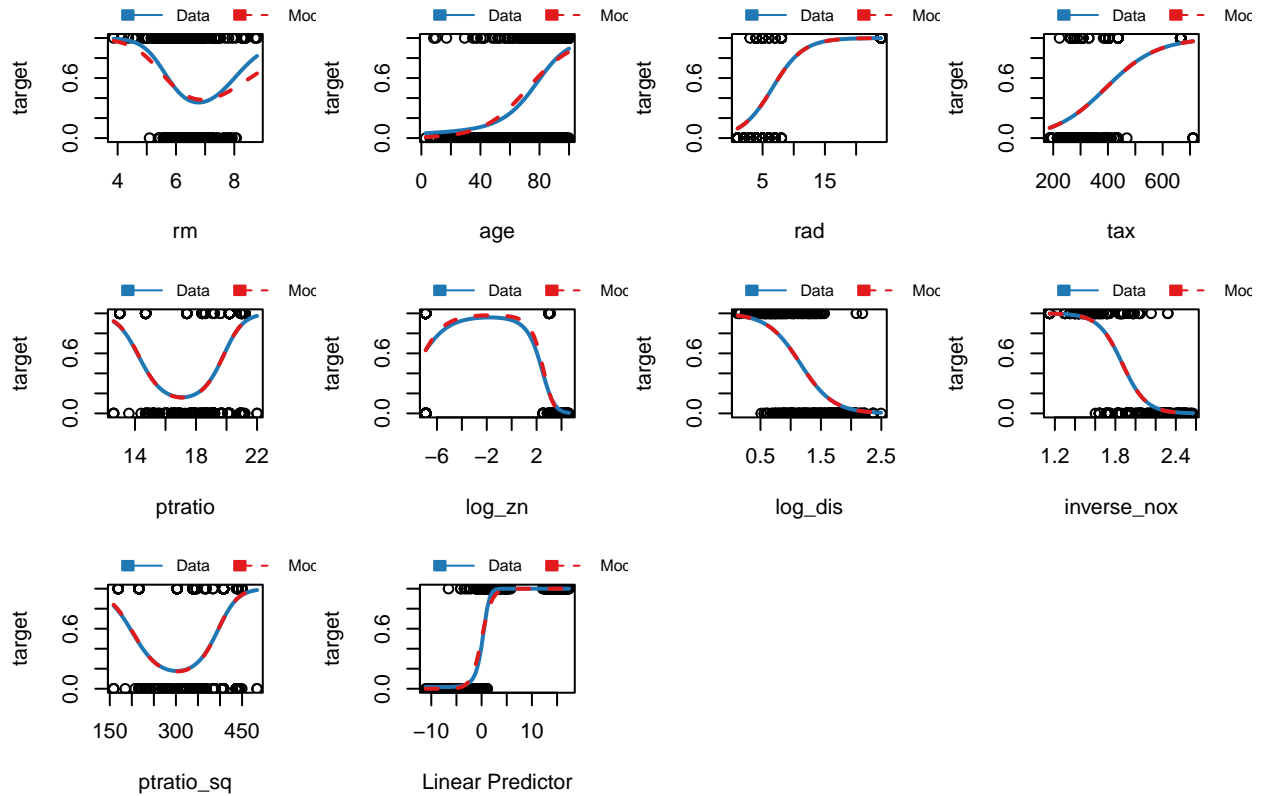 Data Moc
target
0.0 0.6
4 6 8
rm
Data Moc
target
0.0 0.6
0 40 80
age
Data Moc
target
0.0 0.6
5 15
rad
Data Moc
target
0.0 0.6
200 400 600
tax
Data Moc
target
0.0 0.6
14 18 22
ptratio
Data Moc
target
0.0 0.6
−6 −2 2
log_zn
Data Moc
target
0.0 0.6
0.5 1.5 2.5
log_dis
Data Moc
target
0.0 0.6
1.2 1.8 2.4
inverse_nox
Data Moc
target
0.0 0.6
150 300 450
ptratio_sq
Data Moc
target
0.0 0.6
−10 0 10
Linear Predictor